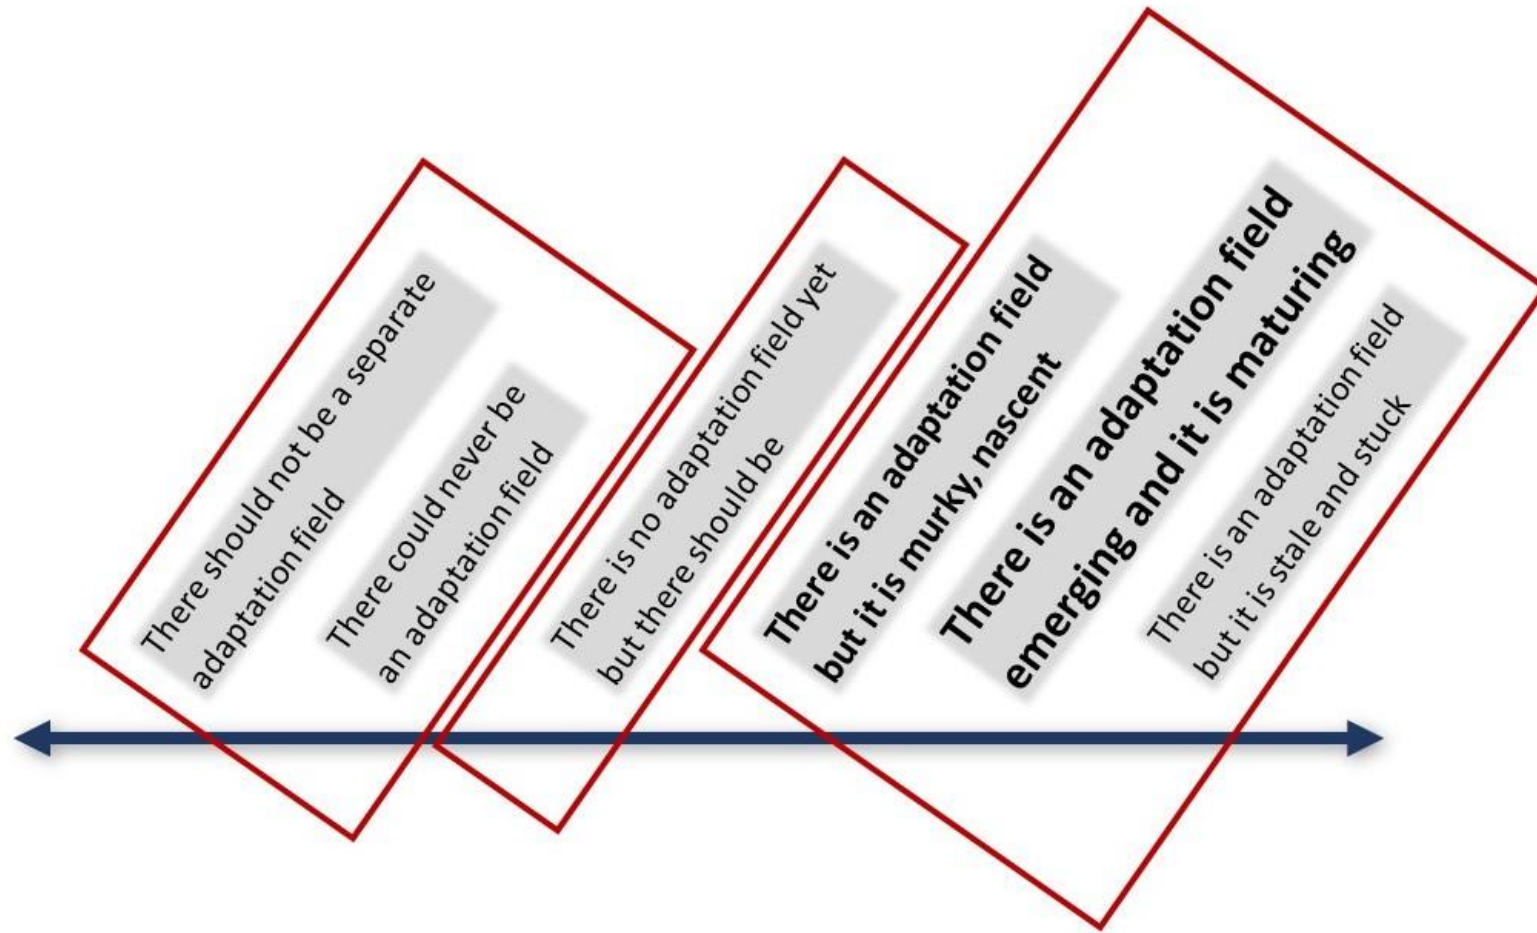 There should not be a separate
adaptation field
There could never be
an adaptation field
There is no adaptation field yet
but there should be
There is an adaptation field
but it is murky, nascent
There is an adaptation field
emerging and it is maturing
There is an adaptation field
but it is stale and stuck